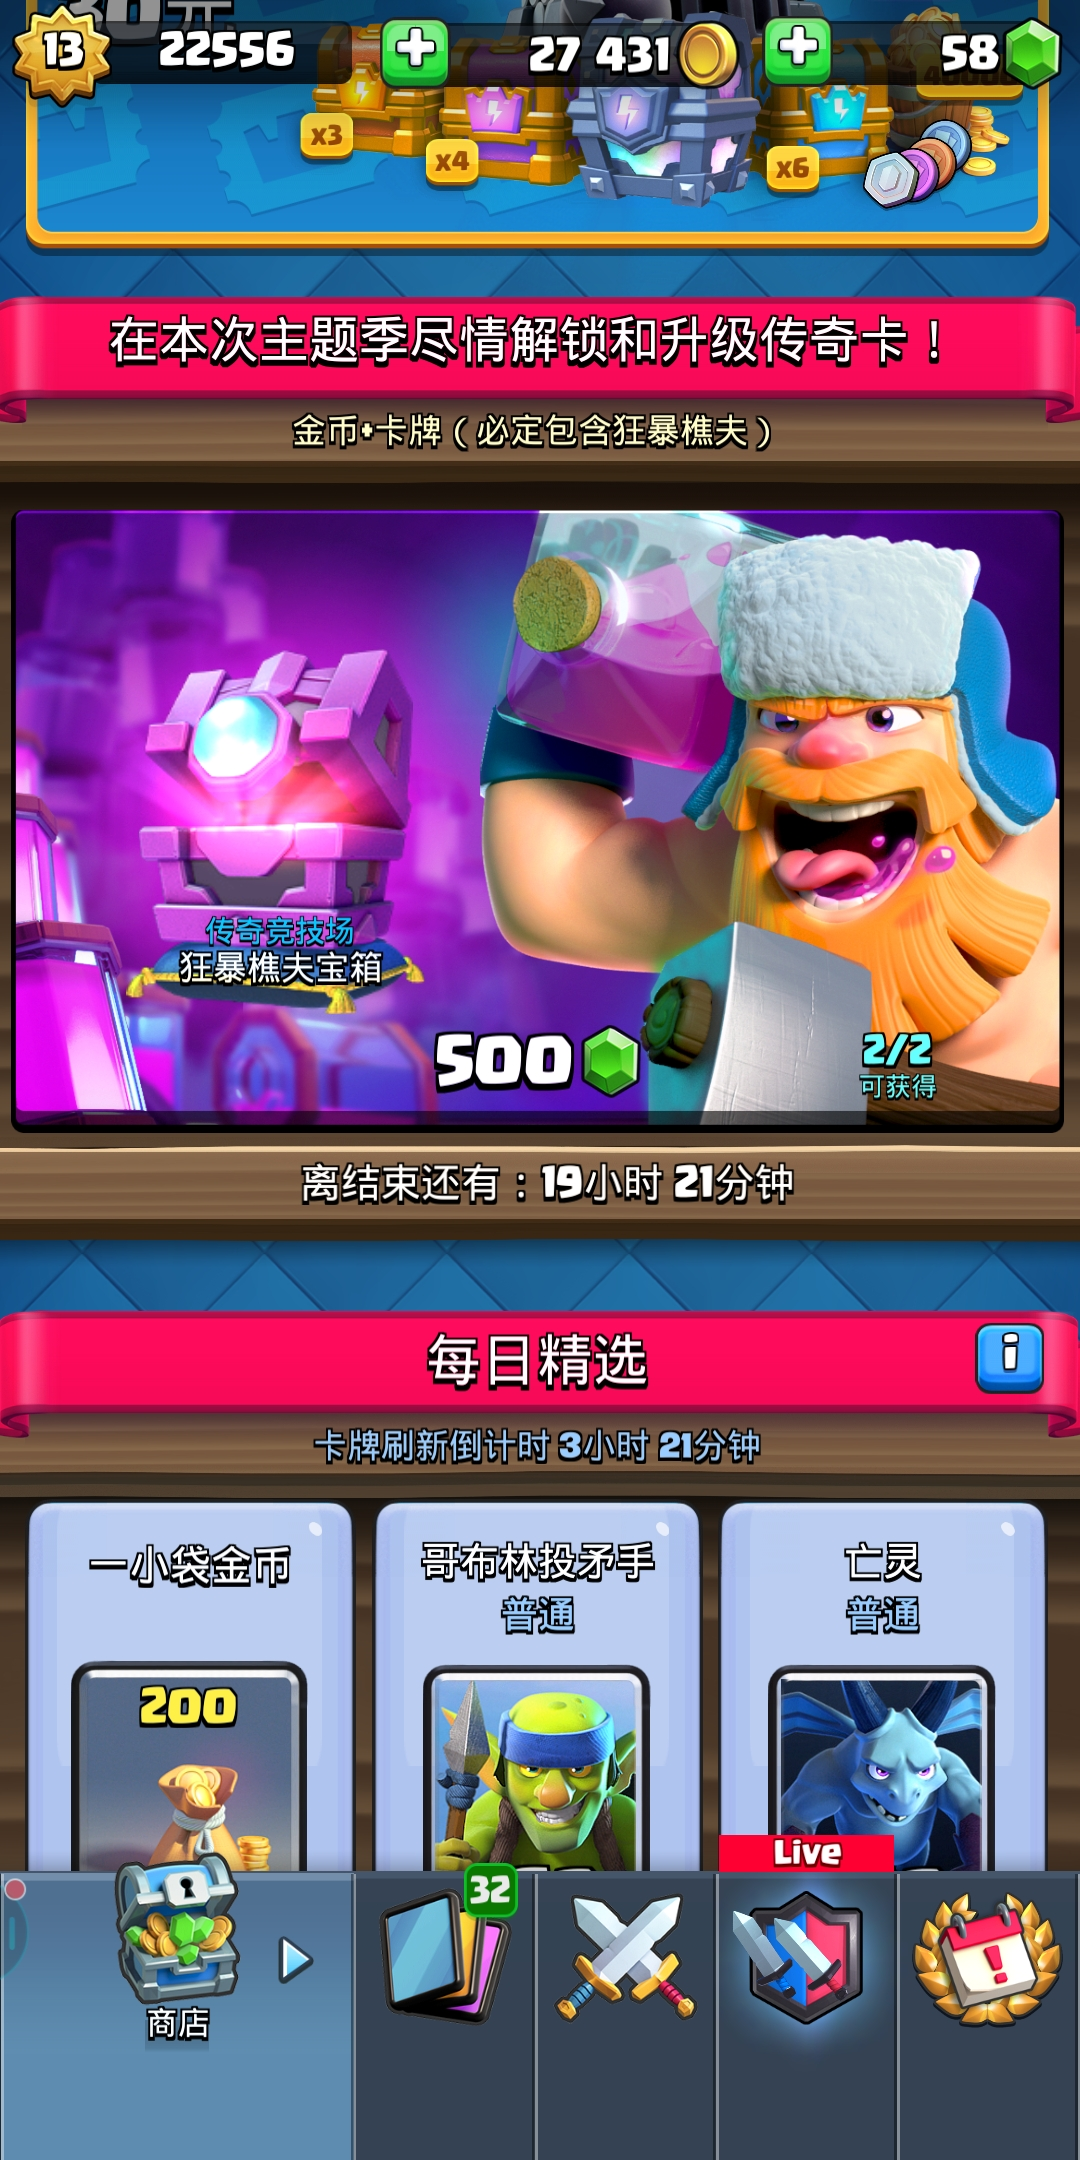 30元
13
22556
27 431
58
x3
x4
x6
在本次主题季尽情解锁和升级传奇卡！
金币+卡牌（必定包含狂暴樵夫）
传奇竞技场
狂暴樵夫宝箱
500
2/2
可获得
离结束还有：19小时 21分钟
每日精选
i
卡牌刷新倒计时 3小时 21分钟
一小袋金币
哥布林投矛手
普通
亡灵
普通
200
Live
32
商店